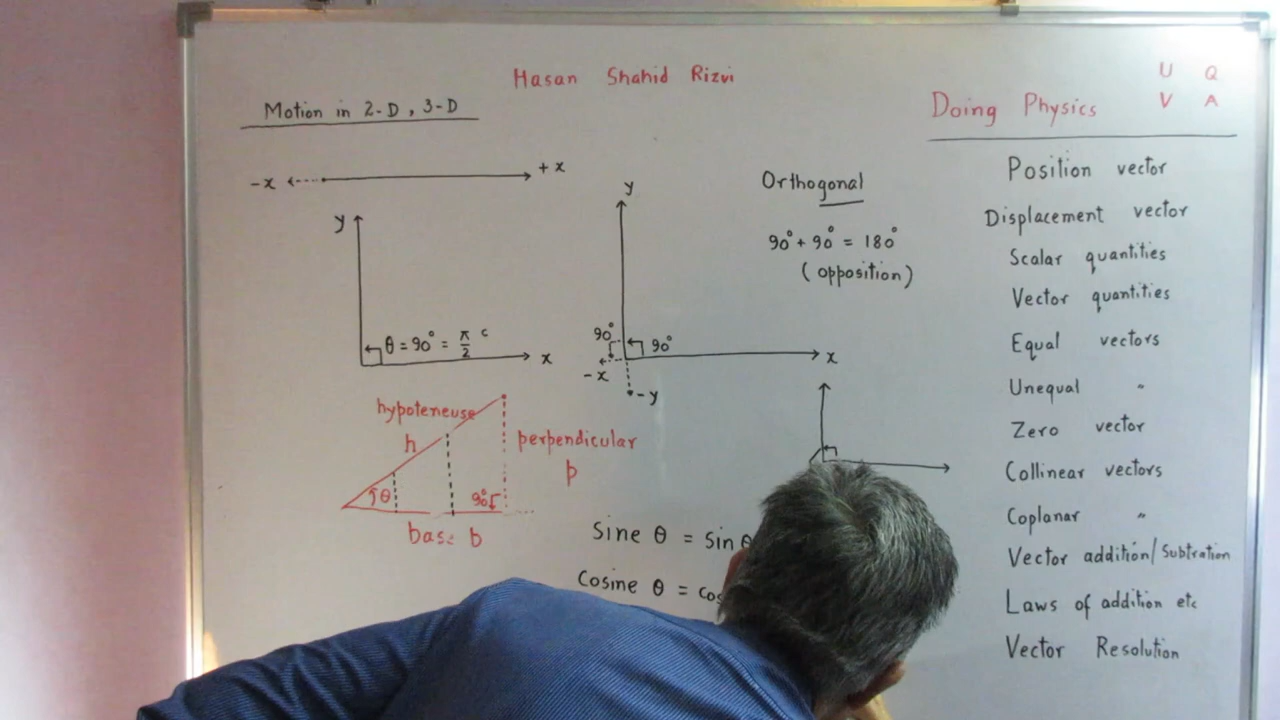 Hasan Shahid Rizvi
U Q
V A
Motion in 2-D, 3-D
Doing Physics
-x
+ x
y
θ = 90° = π/2 c
x
y
90°
90°
x
- x
- y
Orthogonal
90° + 90° = 180°
(opposition)
hypoteneuse
h
perpendicular
p
θ
90°
base b
Sine θ = Sin θ
Cosine θ = Cos
Position vector
Displacement vector
Scalar quantities
Vector quantities
Equal vectors
Unequal "
Zero vector
Collinear vectors
Coplanar "
Vector addition/Subtration
Laws of addition etc
Vector Resolution